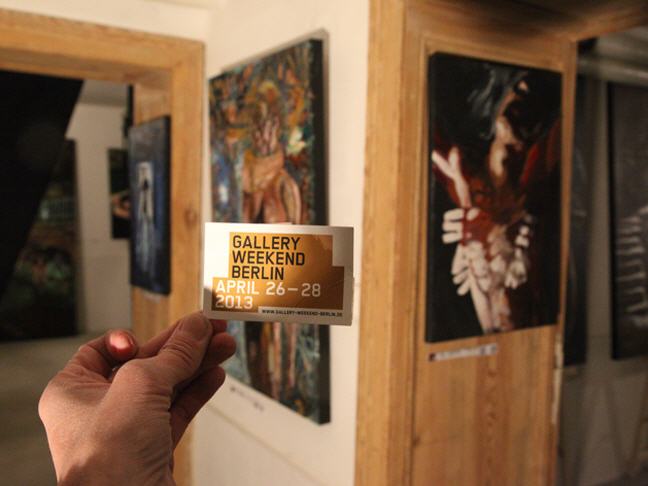 GALLERY
WEEKEND
BERLIN
APRIL 26–28
2013
WWW.GALLERY-WEEKEND-BERLIN.DE